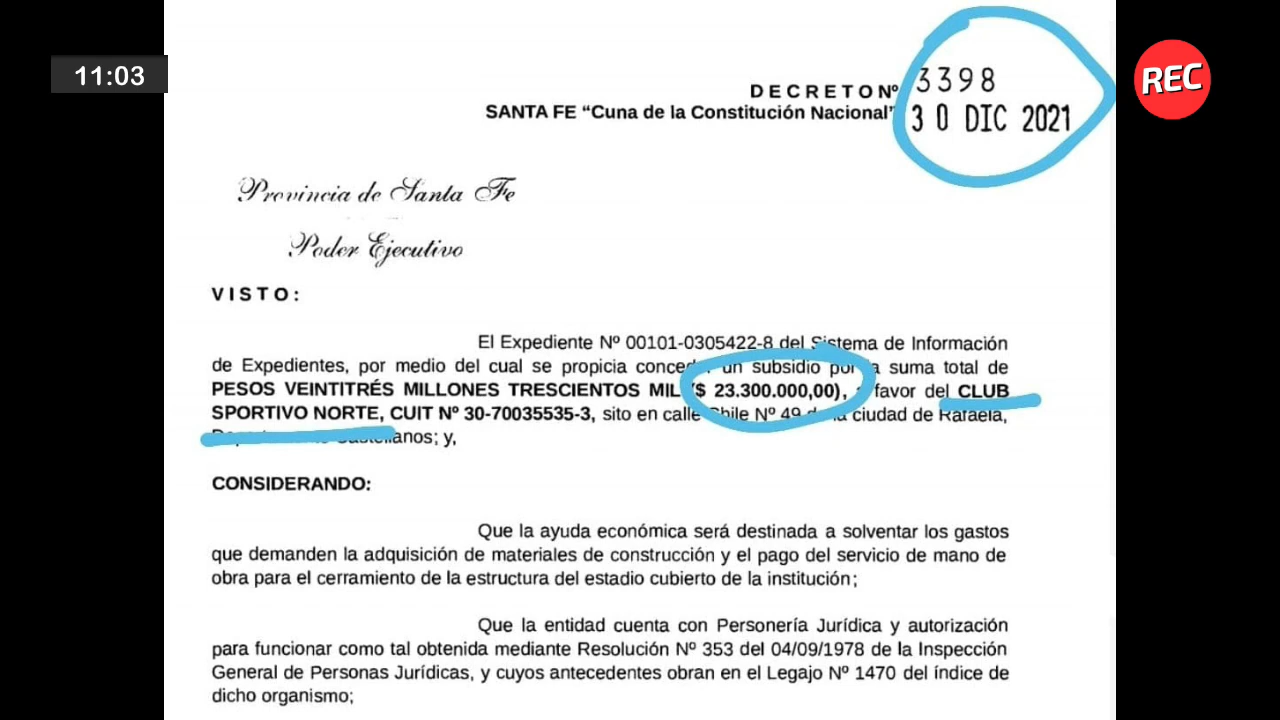 11:03
REC
DECRETO Nº 3398
SANTA FE “Cuna de la Constitución Nacional” 30 DIC 2021
Provincia de Santa Fe
Poder Ejecutivo
VISTO:
El Expediente Nº 00101-0305422-8 del Sistema de Información
de Expedientes, por medio del cual se propicia conceder un subsidio por la suma total de
PESOS VEINTITRÉS MILLONES TRESCIENTOS MIL ($ 23.300.000,00), a favor del CLUB
SPORTIVO NORTE, CUIT Nº 30-70035535-3, sito en calle Chile Nº 49 de la ciudad de Rafaela,
Departamento Castellanos; y,
CONSIDERANDO:
Que la ayuda económica será destinada a solventar los gastos
que demanden la adquisición de materiales de construcción y el pago del servicio de mano de
obra para el cerramiento de la estructura del estadio cubierto de la institución;
Que la entidad cuenta con Personería Jurídica y autorización
para funcionar como tal obtenida mediante Resolución Nº 353 del 04/09/1978 de la Inspección
General de Personas Jurídicas, y cuyos antecedentes obran en el Legajo Nº 1470 del índice de
dicho organismo;